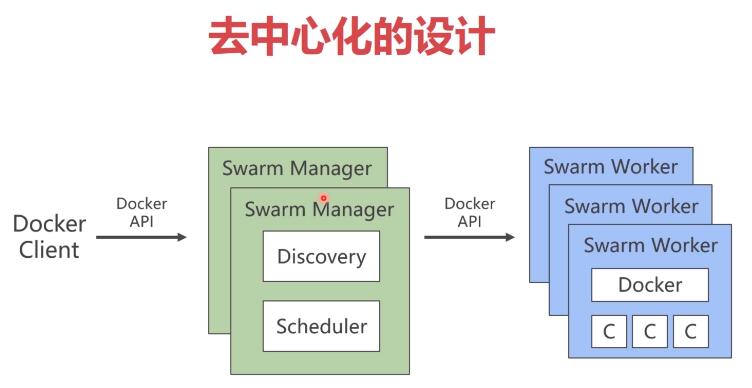 去中心化的设计
Docker
Client
Docker
API
Swarm Manager
Swarm Manager
Discovery
Scheduler
Docker
API
Swarm Worker
Swarm Worker
Swarm Worker
Docker
C C C